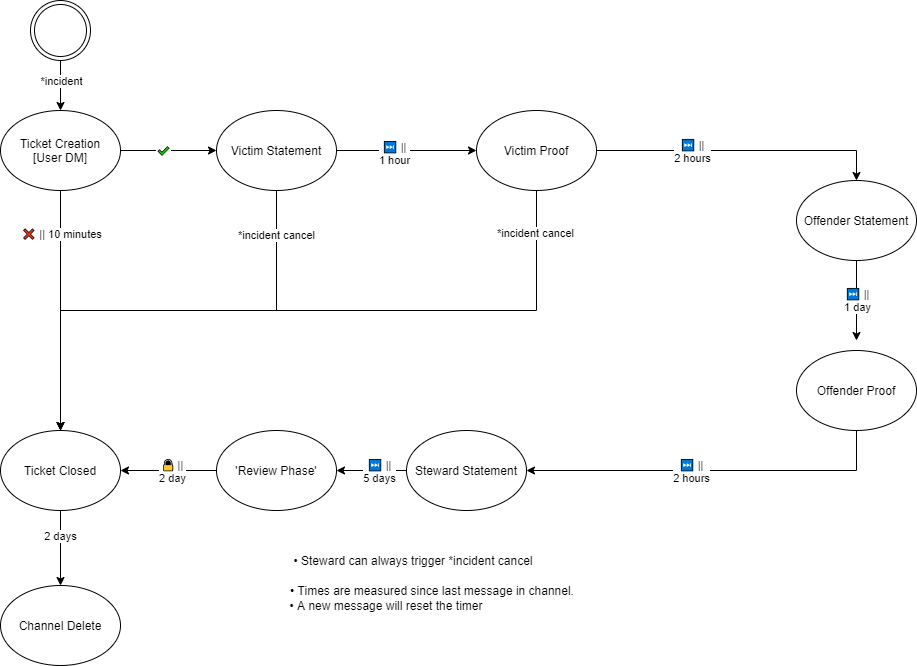 *incident
Ticket Creation
[User DM]
✔
Victim Statement
⏭ ||
1 hour
Victim Proof
⏭ ||
2 hours
Offender Statement
❌ || 10 minutes
*incident cancel
*incident cancel
⏭ ||
1 day
Offender Proof
⏭ ||
2 hours
Steward Statement
⏭ ||
5 days
'Review Phase'
🔒 ||
2 day
Ticket Closed
2 days
Channel Delete
• Steward can always trigger *incident cancel
• Times are measured since last message in channel.
• A new message will reset the timer